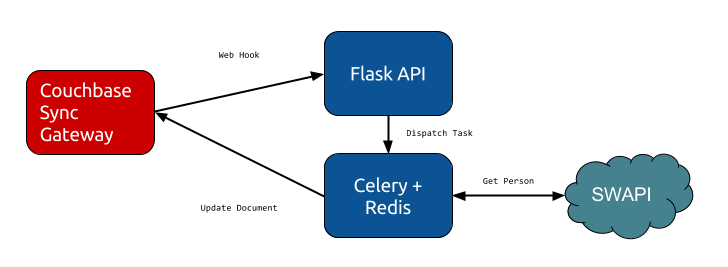 Web Hook
Flask API
Couchbase
Sync
Gateway
Dispatch Task
Celery +
Redis
Get Person
SWAPI
Update Document